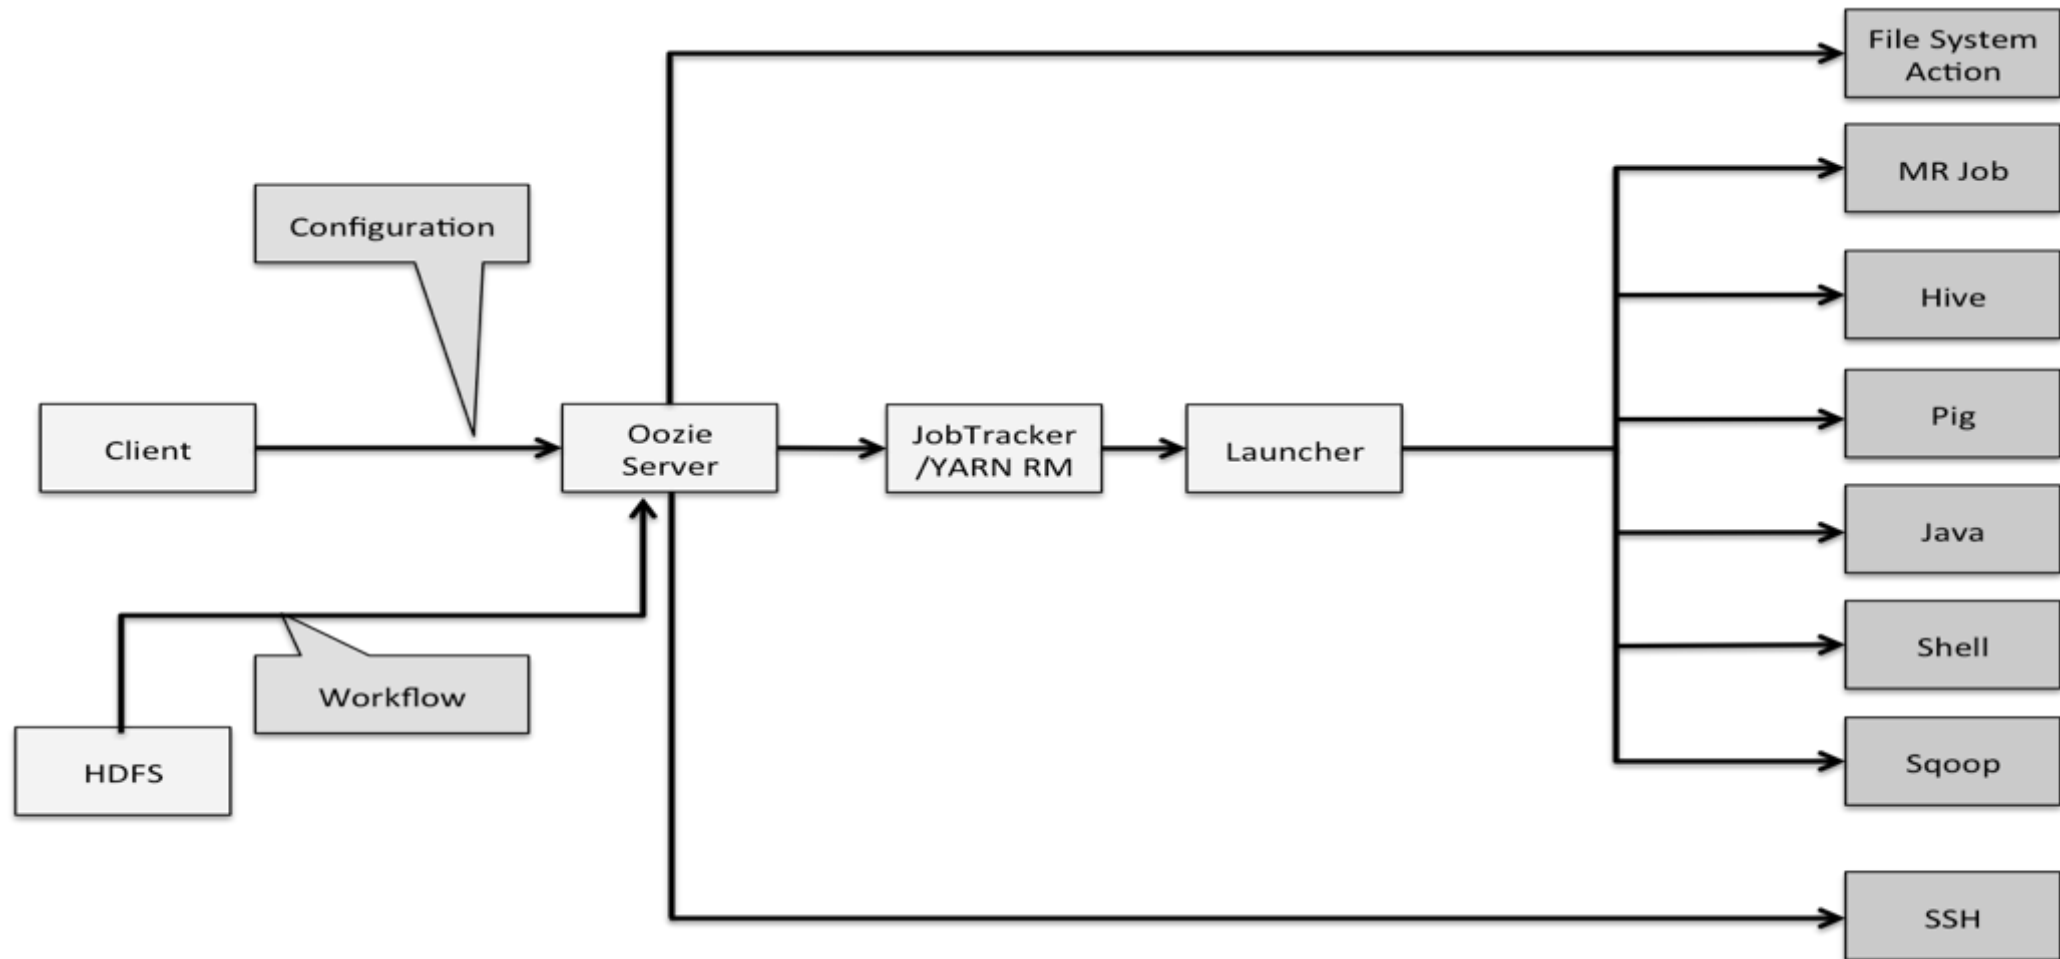 File System
Action
MR Job
Configuration
Hive
Pig
Client
Oozie
Server
JobTracker
/YARN RM
Launcher
Java
Shell
Workflow
HDFS
Sqoop
SSH